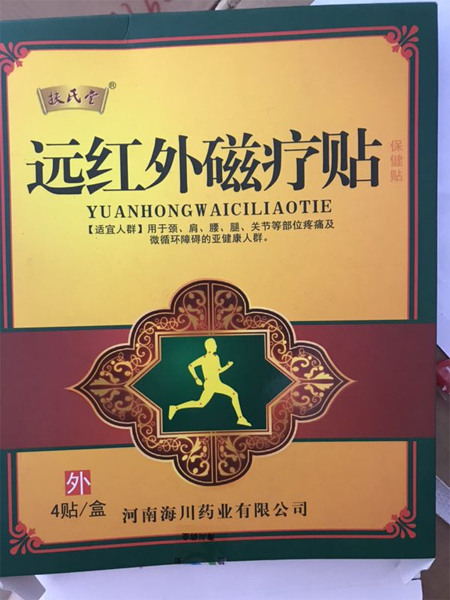 扶氏堂®
远红外磁疗贴
保健贴
YUANHONGWAICILIAOTIE
【适宜人群】用于颈、肩、腰、腿、关节等部位疼痛及
微循环障碍的亚健康人群。
外
4贴/盒
河南海川药业有限公司